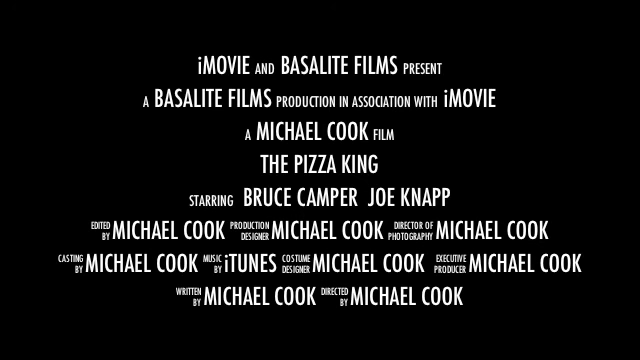 iMOVIE AND BASALITE FILMS PRESENT
A BASALITE FILMS PRODUCTION IN ASSOCIATION WITH iMOVIE
A MICHAEL COOK FILM
THE PIZZA KING
STARRING BRUCE CAMPER JOE KNAPP
EDITED BY MICHAEL COOK PRODUCTION DESIGNER MICHAEL COOK DIRECTOR OF PHOTOGRAPHY MICHAEL COOK
CASTING BY MICHAEL COOK MUSIC BY iTUNES COSTUME DESIGNER MICHAEL COOK EXECUTIVE PRODUCER MICHAEL COOK
WRITTEN BY MICHAEL COOK DIRECTED BY MICHAEL COOK